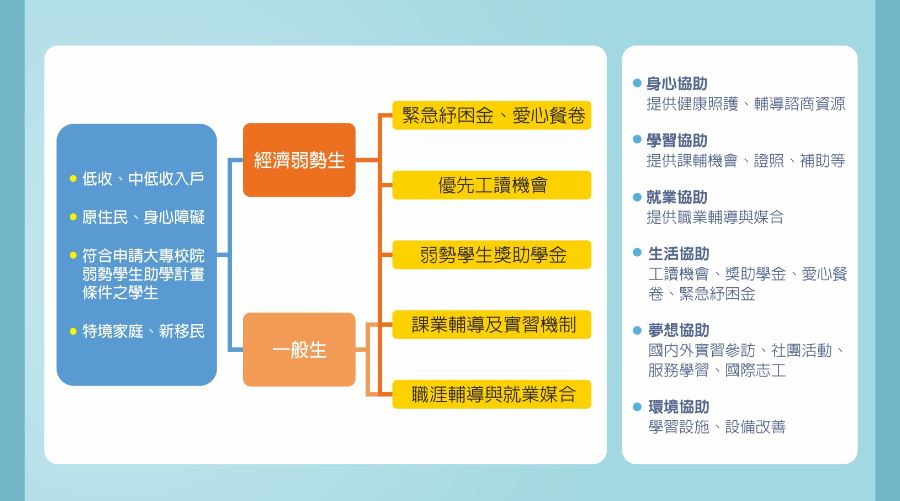 • 低收、中低收入戶
• 原住民、身心障礙
• 符合申請大專校院
弱勢學生助學計畫
條件之學生
• 特境家庭、新移民
經濟弱勢生
一般生
緊急紓困金、愛心餐卷
優先工讀機會
弱勢學生獎助學金
課業輔導及實習機制
職涯輔導與就業媒合
• 身心協助
提供健康照護、輔導諮商資源
• 學習協助
提供課輔機會、證照、補助等
• 就業協助
提供職業輔導與媒合
• 生活協助
工讀機會、獎助學金、愛心餐
卷、緊急紓困金
• 夢想協助
國內外實習參訪、社團活動、
服務學習、國際志工
• 環境協助
學習設施、設備改善